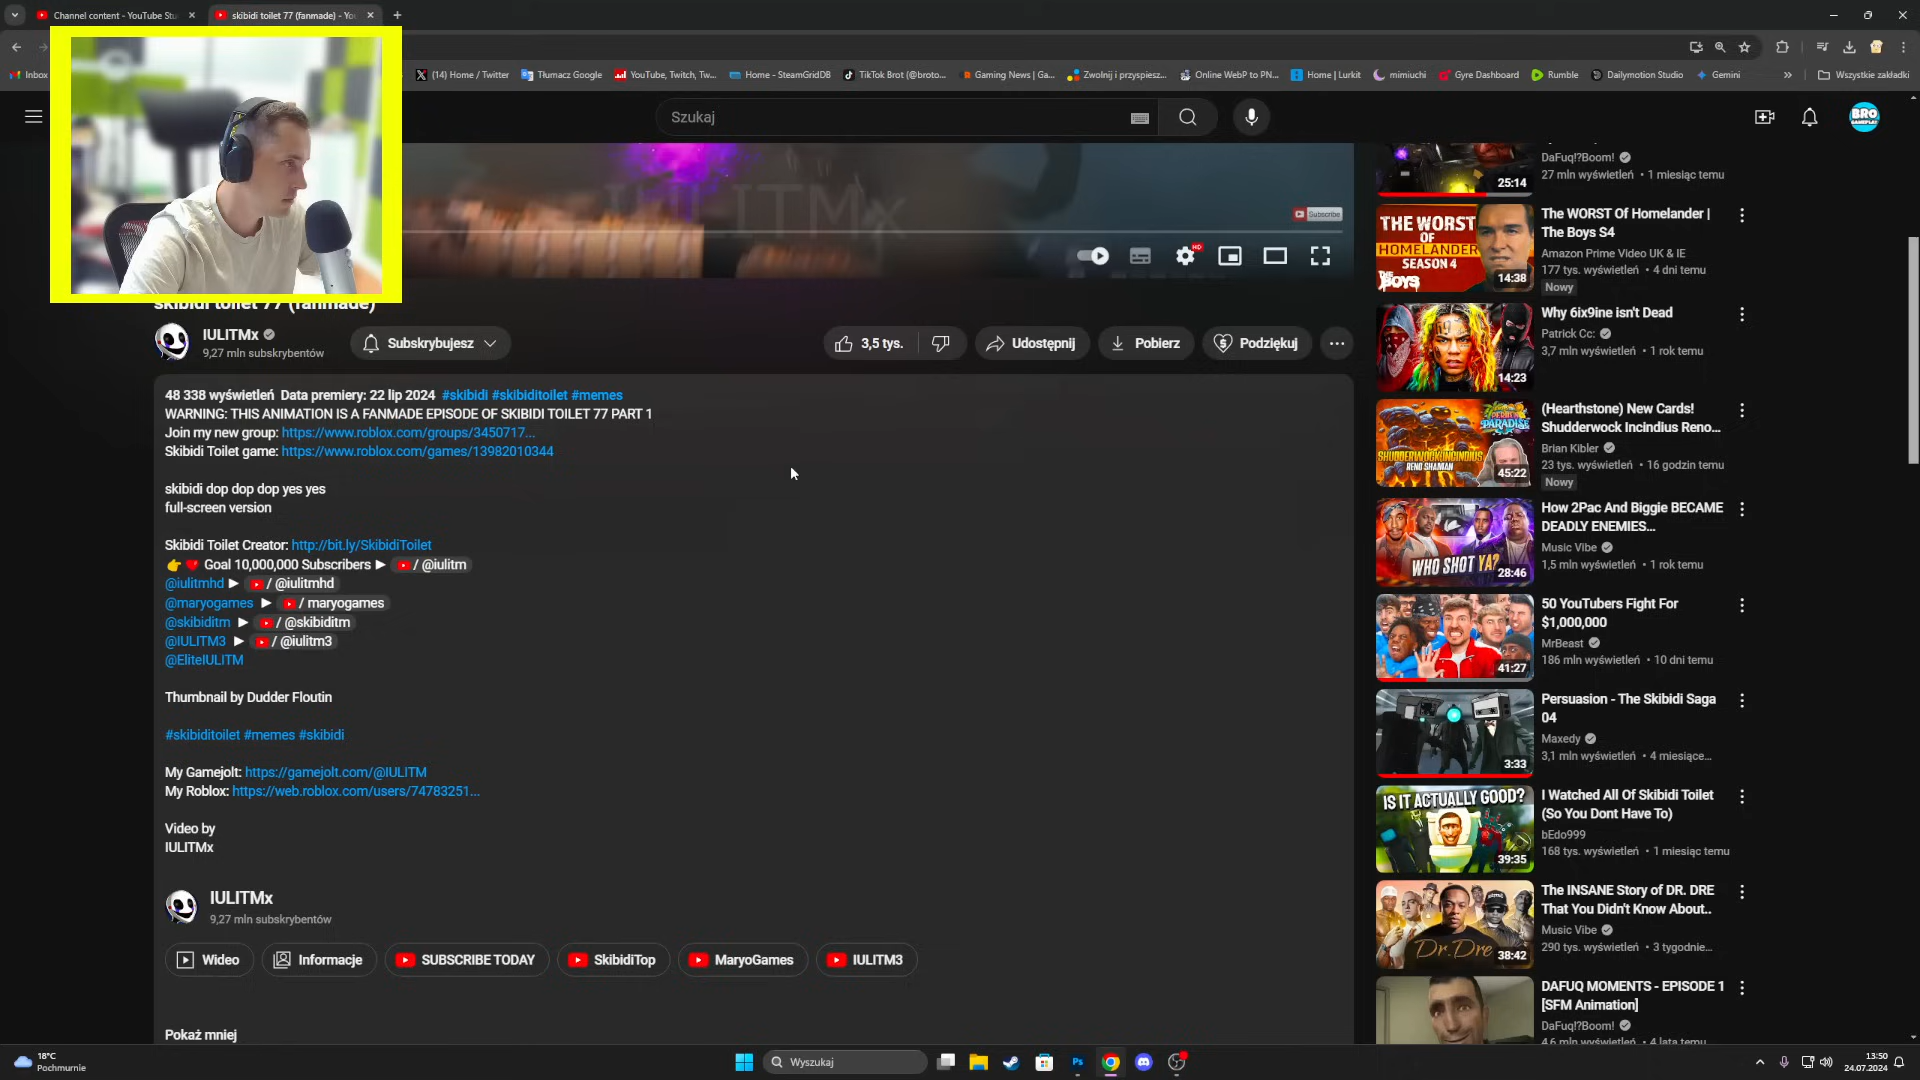 Channel content - YouTube Stu
skibidi toilet 77 (fanmade) - You
Inbox
(14) Home / Twitter
Tłumacz Google
YouTube, Twitch, Tw...
Home - SteamGridDB
TikTok Brot (@broto...
Gaming News | Ga...
Zwolnij i przyspiesz...
Online WebP to PN...
Home | Lurkit
mimiuchi
Gyre Dashboard
Rumble
Dailymotion Studio
Gemini
Wszystkie zakładki
Szukaj
BRO
IULITMx
Subscribe
HD
skibidi toilet 77 (fanmade)
IULITMx
9,27 mln subskrybentów
Subskrybujesz
3,5 tys.
Udostępnij
Pobierz
Podziękuj
48 338 wyświetleń Data premiery: 22 lip 2024 #skibidi #skibiditoilet #memes
WARNING: THIS ANIMATION IS A FANMADE EPISODE OF SKIBIDI TOILET 77 PART 1
Join my new group: https://www.roblox.com/groups/3450717...
Skibidi Toilet game: https://www.roblox.com/games/13982010344
skibidi dop dop dop yes yes
full-screen version
Skibidi Toilet Creator: http://bit.ly/SkibidiToilet
👉💔 Goal 10,000,000 Subscribers ► / @iulitm
@iulitmhd ► / @iulitmhd
@maryogames ► / maryogames
@skibiditm ► / @skibiditm
@IULITM3 ► / @iulitm3
@EliteIULITM
Thumbnail by Dudder Floutin
#skibiditoilet #memes #skibidi
My Gamejolt: https://gamejolt.com/@IULITM
My Roblox: https://web.roblox.com/users/74783251...
Video by
IULITMx
IULITMx
9,27 mln subskrybentów
Wideo
Informacje
SUBSCRIBE TODAY
SkibidiTop
MaryoGames
IULITM3
Pokaż mniej
25:14
DaFuq!?Boom!
27 mln wyświetleń • 1 miesiąc temu
THE WORST
OF
HOMELANDER
SEASON 4
THE BOYS
14:38
The WORST Of Homelander |
The Boys S4
Amazon Prime Video UK & IE
177 tys. wyświetleń • 4 dni temu
Nowy
14:23
Why 6ix9ine isn't Dead
Patrick Cc:
3,7 mln wyświetleń • 1 rok temu
PERILS IN
PARADISE
SHUDDERWOCK INCINDIUS
RENO SHAMAN
45:22
(Hearthstone) New Cards!
Shudderwock Incindius Reno...
Brian Kibler
23 tys. wyświetleń • 16 godzin temu
Nowy
WHO SHOT YA?
28:46
How 2Pac And Biggie BECAME
DEADLY ENEMIES...
Music Vibe
1,5 mln wyświetleń • 1 rok temu
41:27
50 YouTubers Fight For
$1,000,000
MrBeast
186 mln wyświetleń • 10 dni temu
3:33
Persuasion - The Skibidi Saga
04
Maxedy
3,1 mln wyświetleń • 4 miesiące...
IS IT ACTUALLY GOOD?
39:35
I Watched All Of Skibidi Toilet
(So You Dont Have To)
bEdo999
168 tys. wyświetleń • 1 miesiąc temu
Dr. Dre
38:42
The INSANE Story of DR. DRE
That You Didn't Know About..
Music Vibe
290 tys. wyświetleń • 3 tygodnie...
DAFUQ MOMENTS - EPISODE 1
[SFM Animation]
DaFuq!?Boom!
4,6 mln wyświetleń • 4 lata temu
18°C
Pochmurnie
Wyszukaj
Ps
13:50
24.07.2024